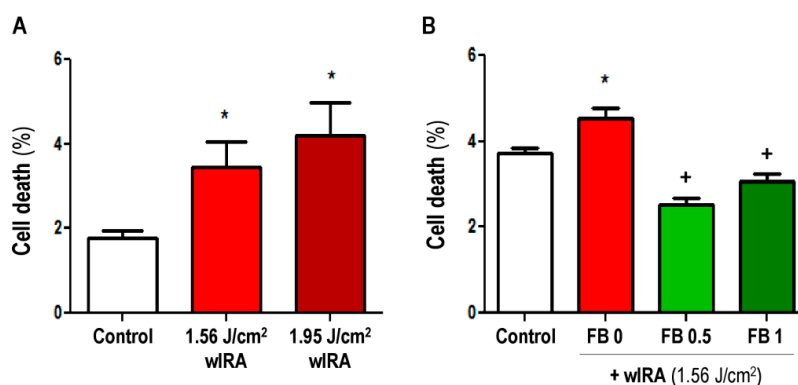 A
Cell death (%)
6
4
2
0
*
*
Control
1.56 J/cm²
wIRA
1.95 J/cm²
wIRA
B
Cell death (%)
6
4
2
0
*
+
+
Control
FB 0
FB 0.5
FB 1
+ wIRA (1.56 J/cm²)